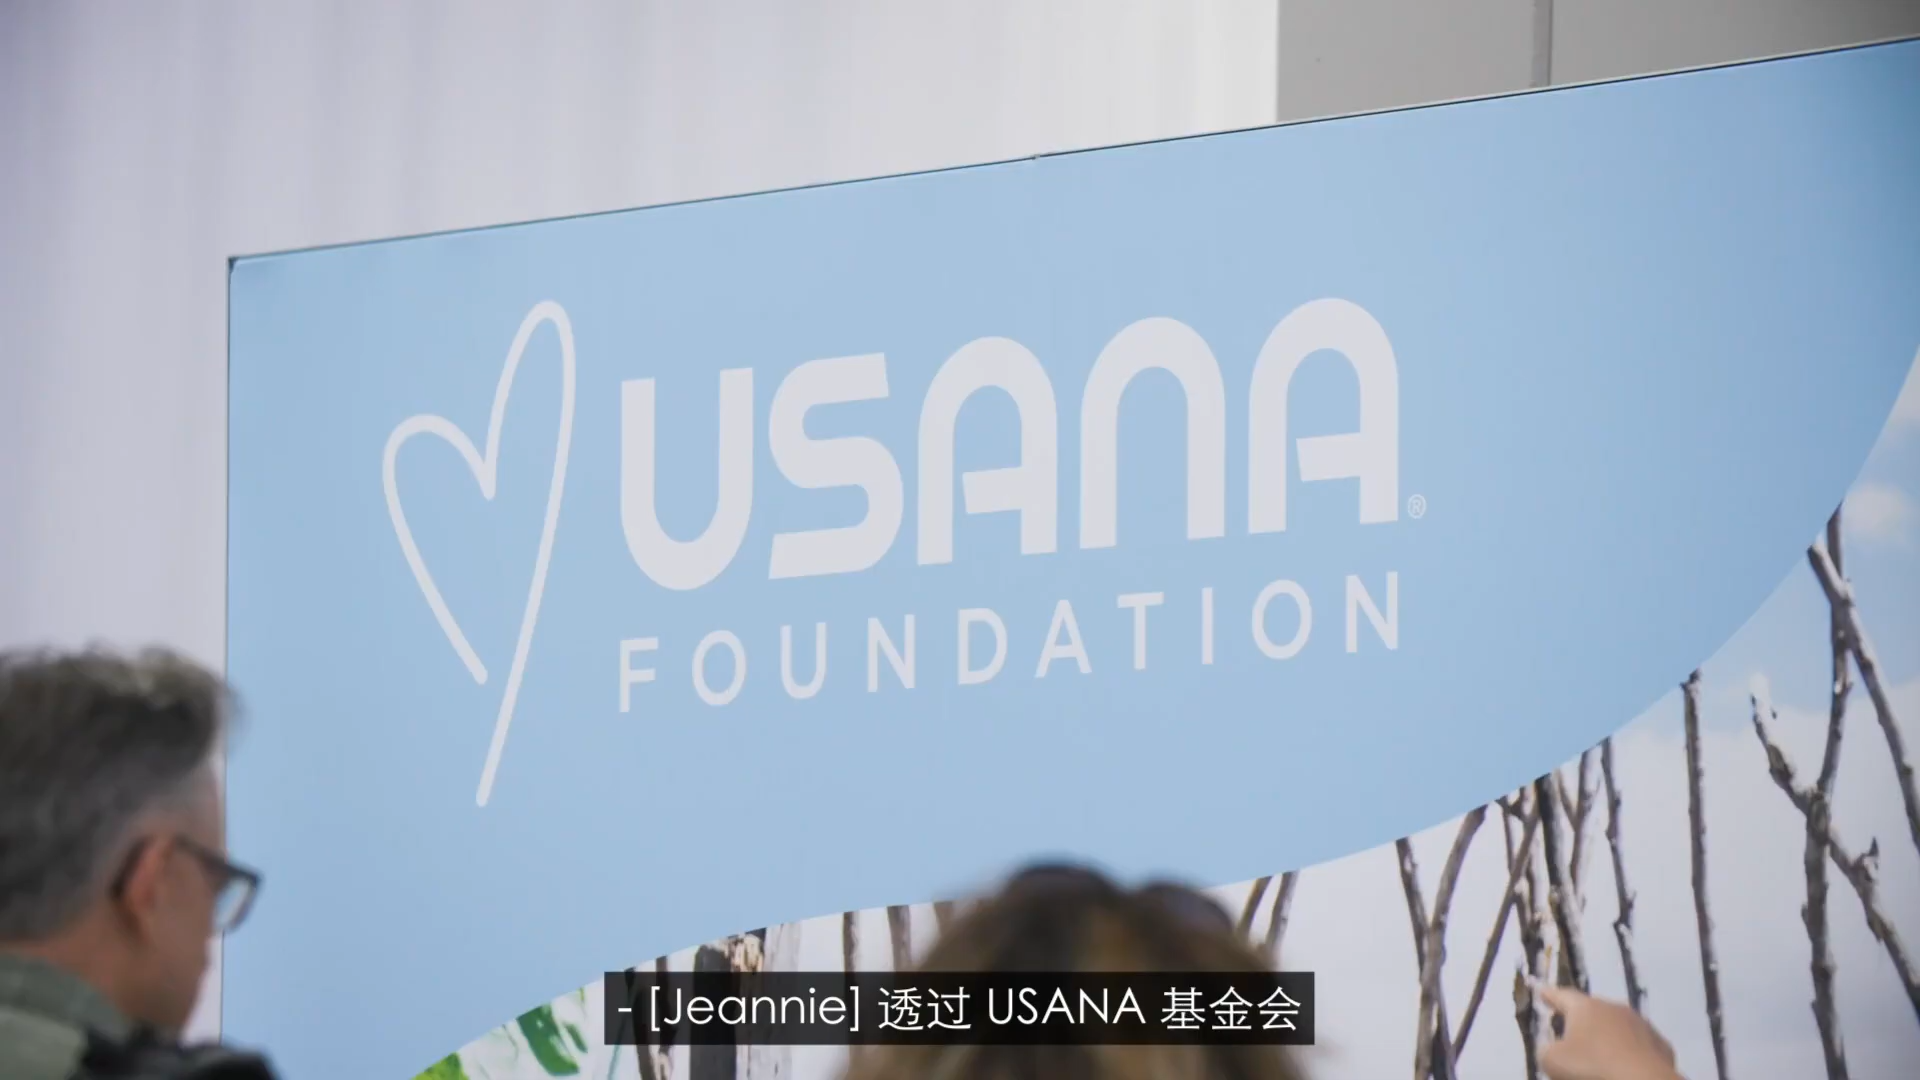 USANA®
FOUNDATION
- [Jeannie] 透过 USANA 基金会